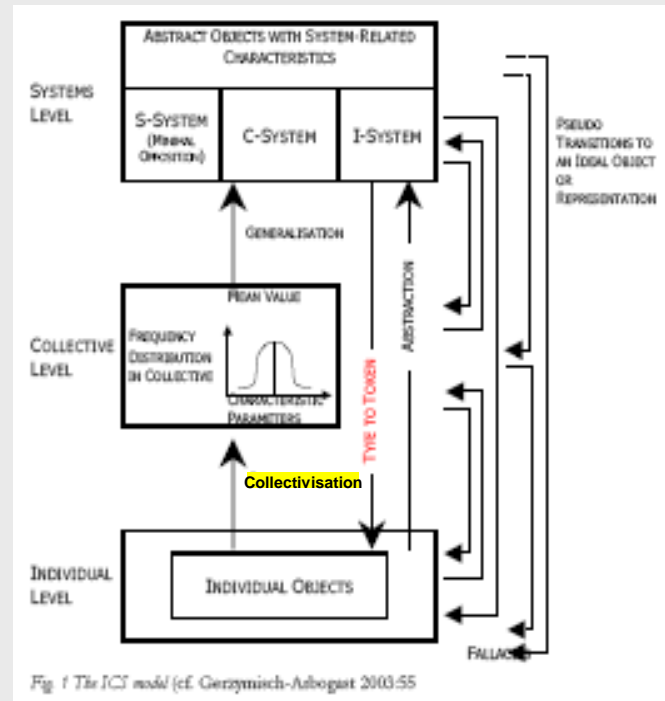 ABSTRACT OBJECTS WITH SYSTEM-RELATED
CHARACTERISTICS
SYSTEMS
LEVEL
S-SYSTEM
(MINIMAL
OPPOSITION)
C-SYSTEM
I-SYSTEM
PSEUDO
TRANSITIONS TO
AN IDEAL OBJECT
OR
REPRESENTATION
GENERALISATION
MEAN VALUE
COLLECTIVE
LEVEL
FREQUENCY
DISTRIBUTION
IN COLLECTIVE
CHARACTERISTIC
PARAMETERS
TYPE TO TOKEN
ABSTRACTION
Collectivisation
INDIVIDUAL
LEVEL
INDIVIDUAL OBJECTS
Fig. 1 The ICS model (cf. Gerzymisch-Arbogast 2003:55